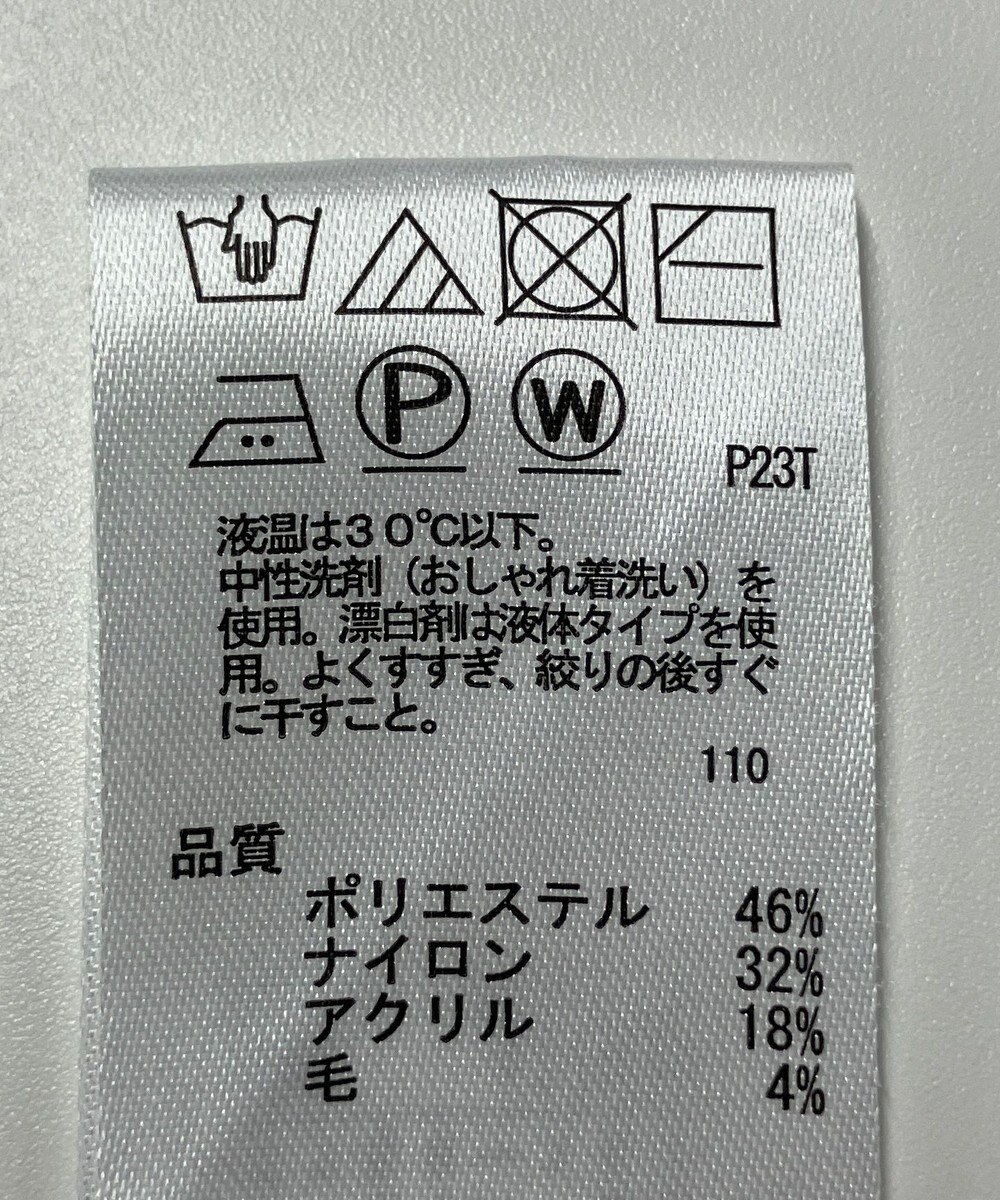 P
W
P23T
液温は30℃以下。
中性洗剤(おしゃれ着洗い)を
使用。漂白剤は液体タイプを使
用。よくすすぎ、絞りの後すぐ
に干すこと。
110
品質
ポリエステル 46%
ナイロン 32%
アクリル 18%
毛 4%